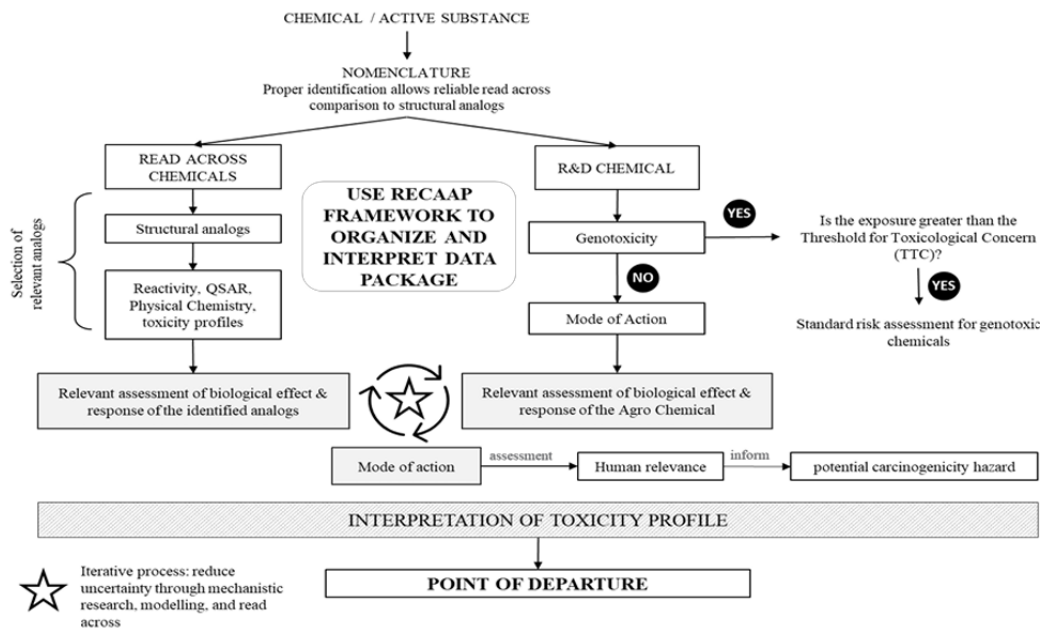 CHEMICAL / ACTIVE SUBSTANCE
NOMENCLATURE
Proper identification allows reliable read across
comparison to structural analogs
READ ACROSS
CHEMICALS
Selection of
relevant analogs
Structural analogs
Reactivity, QSAR,
Physical Chemistry,
toxicity profiles
Relevant assessment of biological effect &
response of the identified analogs
USE RECAAP
FRAMEWORK TO
ORGANIZE AND
INTERPRET DATA
PACKAGE
R&D CHEMICAL
Genotoxicity
YES
Is the exposure greater than the
Threshold for Toxicological Concern
(TTC)?
YES
Standard risk assessment for genotoxic
chemicals
NO
Mode of Action
Relevant assessment of biological effect &
response of the Agro Chemical
Mode of action
assessment
Human relevance
inform
potential carcinogenicity hazard
INTERPRETATION OF TOXICITY PROFILE
POINT OF DEPARTURE
Iterative process: reduce
uncertainty through mechanistic
research, modelling, and read
across